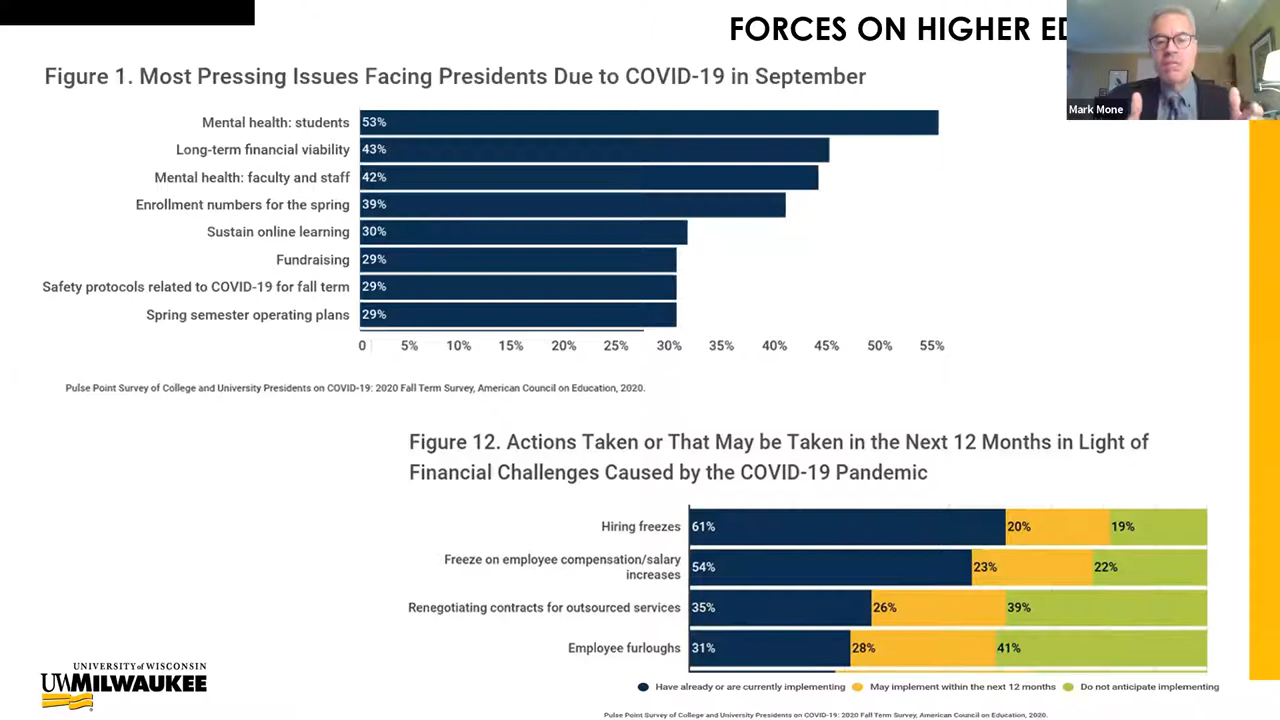 FORCES ON HIGHER
Mark Mone
Figure 1. Most Pressing Issues Facing Presidents Due to COVID-19 in September
Mental health: students 53%
Long-term financial viability 43%
Mental health: faculty and staff 42%
Enrollment numbers for the spring 39%
Sustain online learning 30%
Fundraising 29%
Safety protocols related to COVID-19 for fall term 29%
Spring semester operating plans 29%
0 5% 10% 15% 20% 25% 30% 35% 40% 45% 50% 55%
Pulse Point Survey of College and University Presidents on COVID-19: 2020 Fall Term Survey, American Council on Education, 2020.
Figure 12. Actions Taken or That May be Taken in the Next 12 Months in Light of
Financial Challenges Caused by the COVID-19 Pandemic
Hiring freezes 61% 20% 19%
Freeze on employee compensation/salary
increases 54% 23% 22%
Renegotiating contracts for outsourced services 35% 26% 39%
Employee furloughs 31% 28% 41%
Have already or are currently implementing May implement within the next 12 months Do not anticipate implementing
Pulse Point Survey of College and University Presidents on COVID-19: 2020 Fall Term Survey, American Council on Education, 2020.
UNIVERSITY of WISCONSIN
UWMILWAUKEE